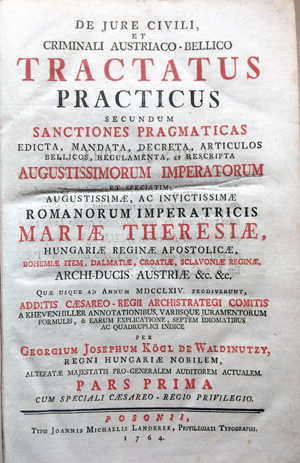 DE JURE CIVILI,
ET
CRIMINALI AUSTRIACO-BELLICO
TRACTATUS
PRACTICUS
SECUNDUM
SANCTIONES PRAGMATICAS
EDICTA, MANDATA, DECRETA, ARTICULOS
BELLICOS, REGULAMENTA, et RESCRIPTA
AUGUSTISSIMORUM IMPERATORUM
ET SPECIATIM:
AUGUSTISSIMÆ, AC INVICTISSIMÆ
ROMANORUM IMPERATRICIS
MARIÆ THERESIÆ,
HUNGARIÆ REGINÆ APOSTOLICÆ,
BOHEMIÆ ITEM, DALMATIÆ, CROATIÆ, SCLAVONIÆ REGINÆ,
ARCHI-DUCIS AUSTRIÆ &c. &c.
Quæ usque ad Annum MDCCLXIV. prodiverunt,
ADDITIS CÆSAREO-REGII ARCHISTRATEGI COMITIS
A KHEVENHILLER ANNOTATIONIBUS, VARIISQUE JURAMENTORUM
FORMULIS, & EARUM EXPLICATIONE, SEPTEM IDIOMATIBUS
AC QUADRUPLICI INDICE
PER
Georgium Josephum Kögl de Waldinutzy,
REGNI HUNGARIÆ NOBILEM,
ALTEFATÆ MAJESTATIS PRO-GENERALEM AUDITOREM ACTUALEM.
PARS PRIMA
CUM SPECIALI CÆSAREO-REGIO PRIVILEGIO.
POSONII,
Typis Joannis Michaelis Landerer, Privilegiati Typographi.
1764.